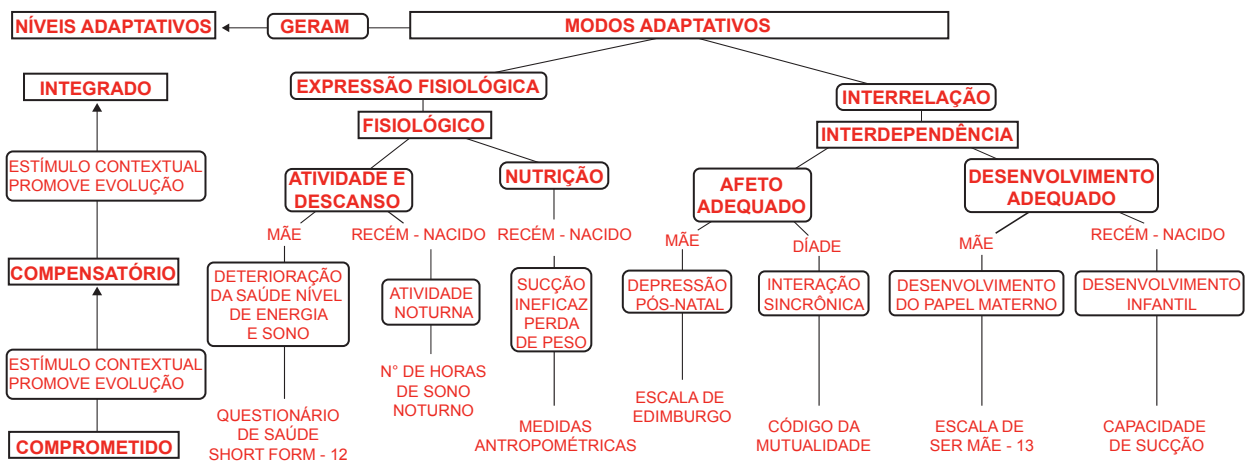 NÍVEIS ADAPTATIVOS
GERAM
MODOS ADAPTATIVOS
INTEGRADO
ESTÍMULO CONTEXTUAL
PROMOVE EVOLUÇÃO
COMPENSATÓRIO
ESTÍMULO CONTEXTUAL
PROMOVE EVOLUÇÃO
COMPROMETIDO
EXPRESSÃO FISIOLÓGICA
FISIOLÓGICO
ATIVIDADE E
DESCANSO
MÃE
DETERIORAÇÃO
DA SAÚDE NÍVEL
DE ENERGIA
E SONO
QUESTIONÁRIO
DE SAÚDE
SHORT FORM - 12
RECÉM - NACIDO
ATIVIDADE
NOTURNA
N° DE HORAS
DE SONO
NOTURNO
NUTRIÇÃO
RECÉM - NACIDO
SUCÇÃO
INEFICAZ
PERDA
DE PESO
MEDIDAS
ANTROPOMÉTRICAS
INTERRELAÇÃO
INTERDEPENDÊNCIA
AFETO
ADEQUADO
MÃE
DEPRESSÃO
PÓS-NATAL
ESCALA DE
EDIMBURGO
DÍADE
INTERAÇÃO
SINCRÔNICA
CÓDIGO DA
MUTUALIDADE
DESENVOLVIMENTO
ADEQUADO
MÃE
DESENVOLVIMENTO
DO PAPEL MATERNO
ESCALA DE
SER MÃE - 13
RECÉM - NACIDO
DESENVOLVIMENTO
INFANTIL
CAPACIDADE
DE SUCÇÃO